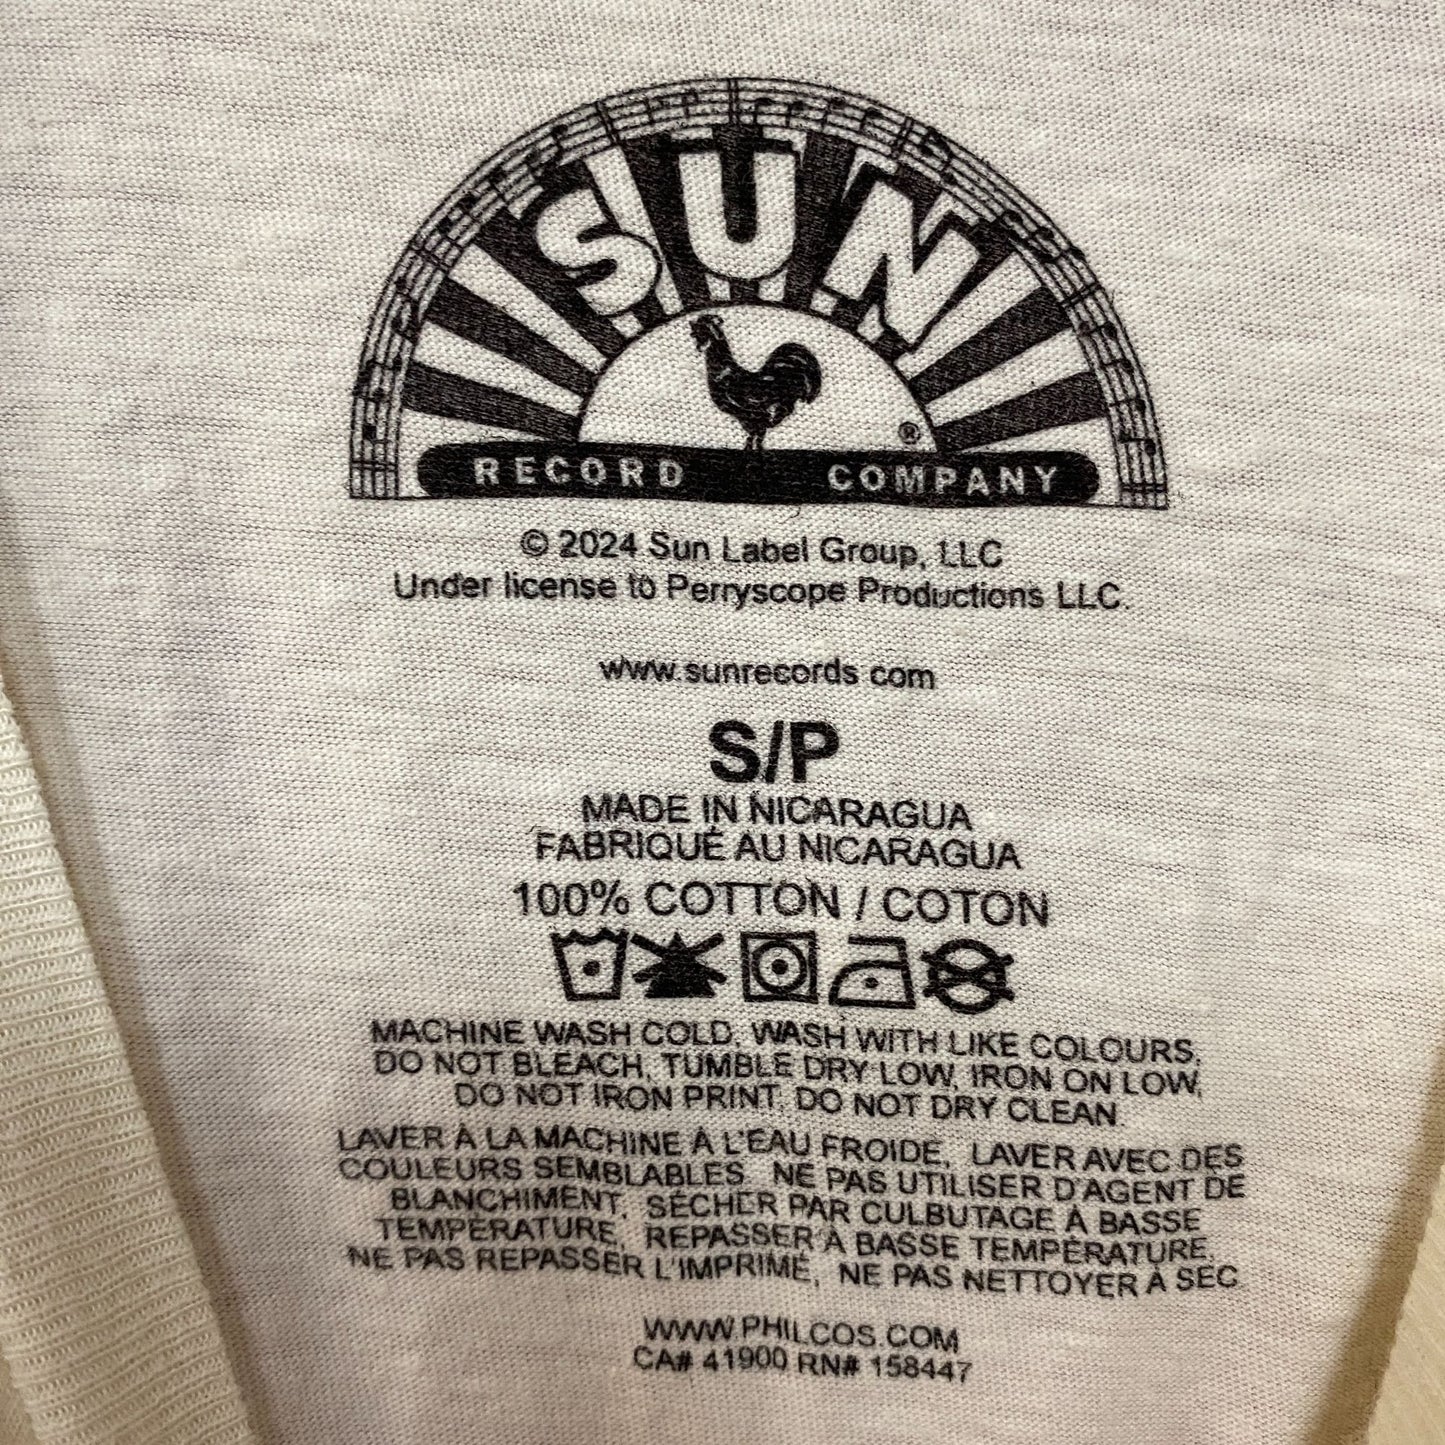 SUN
RECORD COMPANY ®
© 2024 Sun Label Group, LLC
Under license to Perryscope Productions LLC.
www.sunrecords.com
S/P
MADE IN NICARAGUA
FABRIQUÉ AU NICARAGUA
100% COTTON / COTON
MACHINE WASH COLD, WASH WITH LIKE COLOURS,
DO NOT BLEACH, TUMBLE DRY LOW, IRON ON LOW,
DO NOT IRON PRINT, DO NOT DRY CLEAN.
LAVER À LA MACHINE À L'ÉAU FROIDE, LAVER AVEC DES
COULEURS SEMBLABLES. NE PAS UTILISER D'AGENT DE
BLANCHIMENT, SÉCHER PAR CULBUTAGE À BASSE
TEMPÉRATURE, REPASSER À BASSE TEMPÉRATURE.
NE PAS REPASSER L'IMPRIMÉ, NE PAS NETTOYER À SEC
WWW.PHILCOS.COM
CA# 41900 RN# 158447